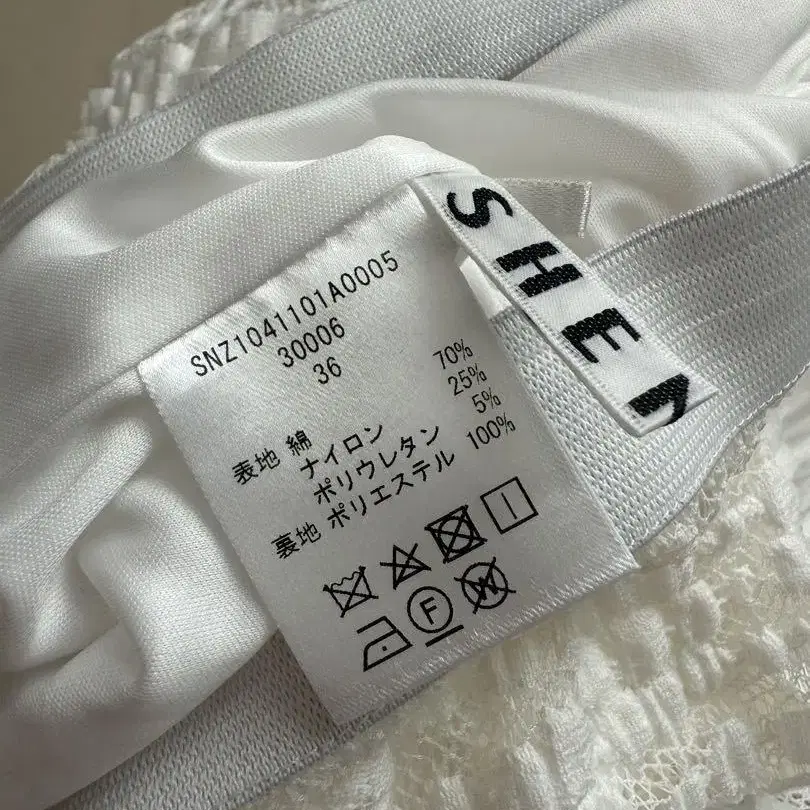 SNZ1041101A0005
30006
36
表地 綿 70%
ナイロン 25%
ポリウレタン 5%
裏地 ポリエステル 100%
F
W
SHE